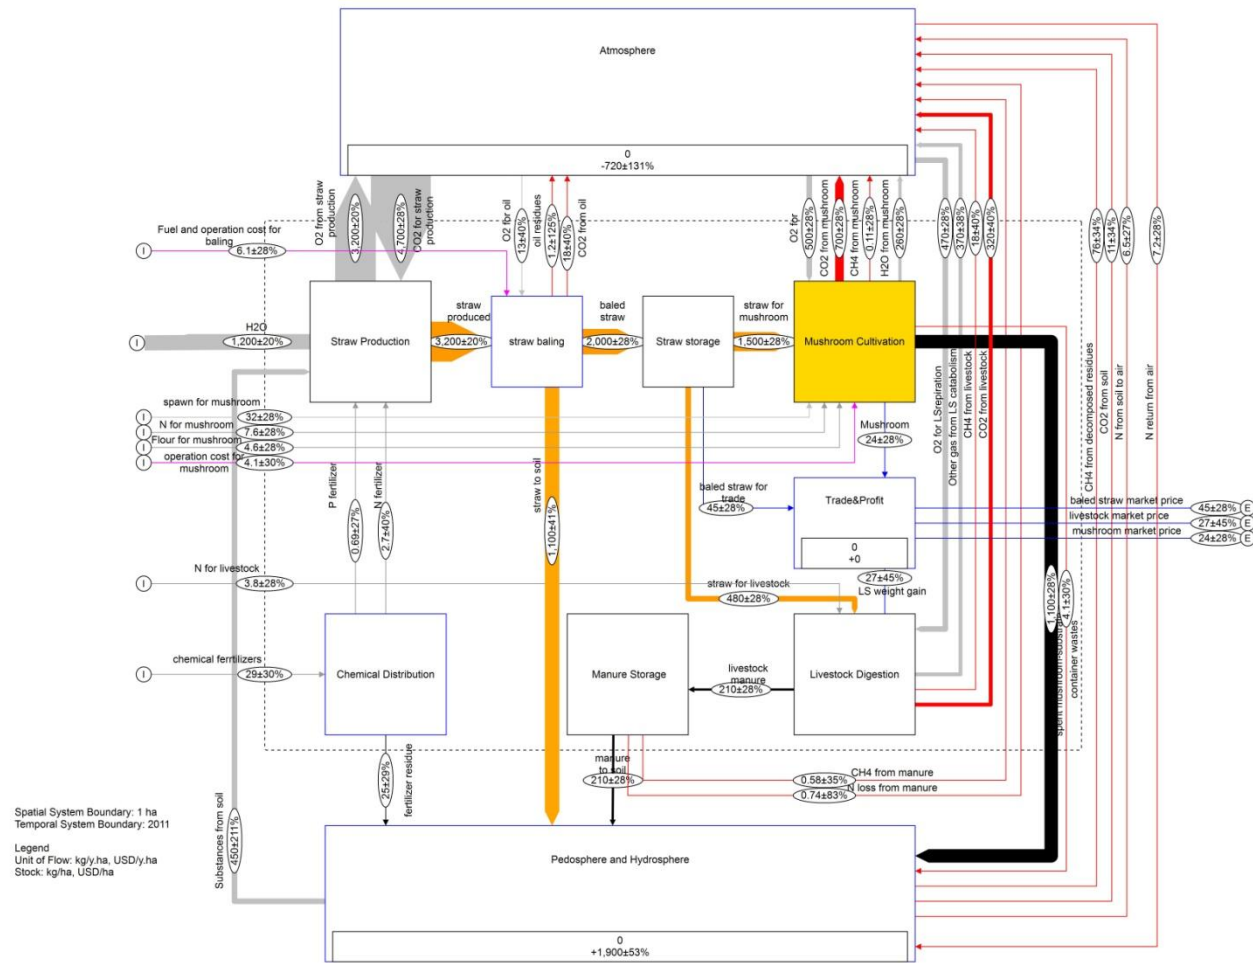 Atmosphere
0
-720±131%
O2 from straw
production
3,200±20%
4,700±28%
CO2 for straw
production
O2 for oil
13±40%
oil residues
1.2±125%
18±40%
CO2 from oil
O2 for
500±28%
CO2 from mushroom
700±28%
CH4 from mushroom
0.11±28%
H2O from mushroom
260±28%
O2 for LSrepiration
470±28%
Other gas from LS catabolism
370±38%
CH4 from livestock
18±40%
CO2 from livestock
320±40%
CH4 from decomposed residues
76±34%
CO2 from soil
11±34%
N from soil to air
6.5±27%
N return from air
7.2±28%
Fuel and operation cost for
baling
I
6.1±28%
H2O
I
1,200±20%
Straw Production
straw
produced
3,200±20%
straw baling
baled
straw
2,000±28%
Straw storage
straw for
mushroom
1,500±28%
Mushroom Cultivation
spawn for mushroom
I
32±28%
N for mushroom
I
7.6±28%
Flour for mushroom
I
4.6±28%
operation cost for
mushroom
I
4.1±30%
P fertilizer
0.69±27%
N fertilizer
2.7±40%
straw to soil
1,100±41%
Mushroom
24±28%
baled straw for
trade
45±28%
Trade&Profit
0
+0
baled straw market price
45±28%
E
livestock market price
27±45%
E
mushroom market price
24±28%
E
27±45%
LS weight gain
N for livestock
I
3.8±28%
straw for livestock
480±28%
1,100±28%
spent mushroom-substrate
4.1±30%
container wastes
chemical ferrtilizers
I
29±30%
Chemical Distribution
Manure Storage
livestock
manure
210±28%
Livestock Digestion
25±29%
fertilizer residue
manure
to soil
210±28%
CH4 from manure
0.58±35%
N loss from manure
0.74±83%
Substances from soil
450±211%
Pedosphere and Hydrosphere
0
+1,900±53%
Spatial System Boundary: 1 ha
Temporal System Boundary: 2011
Legend
Unit of Flow: kg/y.ha, USD/y.ha
Stock: kg/ha, USD/ha